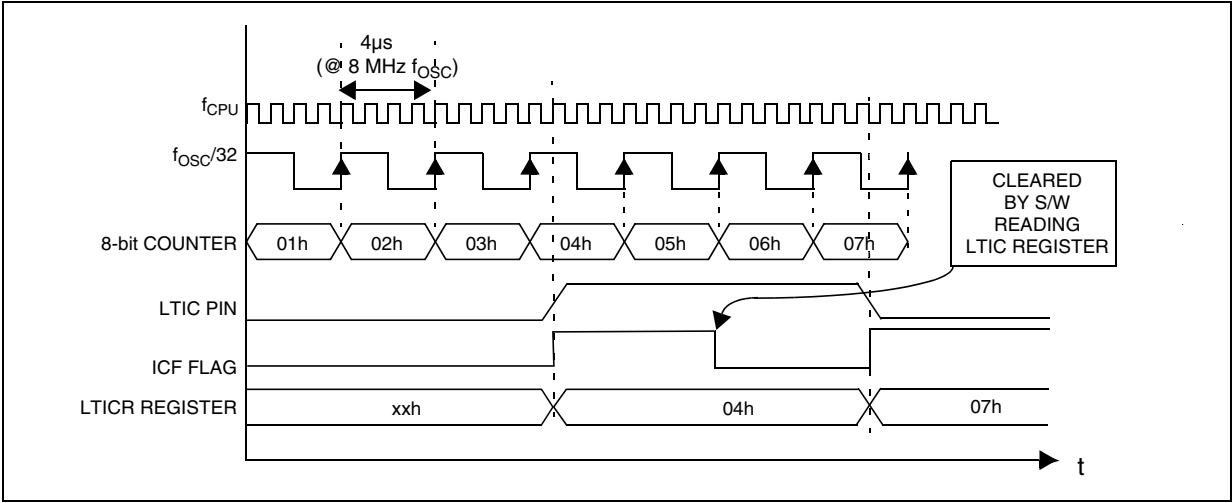 4µs
(@ 8 MHz fOSC)
fCPU
fOSC/32
CLEARED
BY S/W
READING
LTIC REGISTER
8-bit COUNTER
01h 02h 03h 04h 05h 06h 07h
LTIC PIN
ICF FLAG
LTICR REGISTER
xxh 04h 07h
t